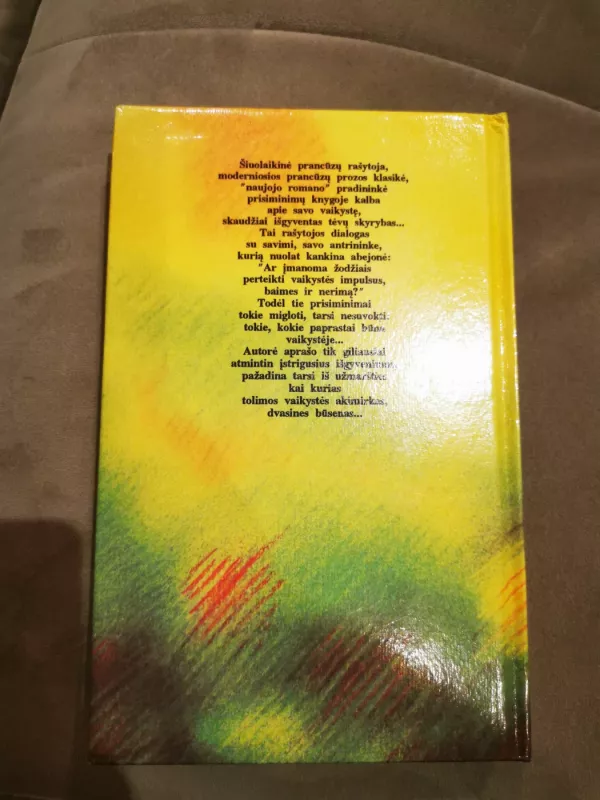 Šiuolaikinė prancūzų rašytoja,
moderniosios prancūzų prozos klasikė,
"naujojo romano" pradininkė
prisiminimų knygoje kalba
apie savo vaikystę,
skaudžiai išgyventas tėvų skyrybas...
Tai rašytojos dialogas
su savimi, savo antrininke,
kurią nuolat kankina abejonė:
"Ar įmanoma žodžiais
perteikti vaikystės impulsus,
baimes ir nerimą?"
Todėl tie prisiminimai
tokie migloti, tarsi nesuvokti,
tokie, kokie paprastai būna
vaikystėje...
Autorė aprašo tik giliausiai
atmintin įstrigusius išgyvenimus,
pažadina tarsi iš užmaršties
kai kurias
tolimos vaikystės akimirkas,
dvasines būsenas...